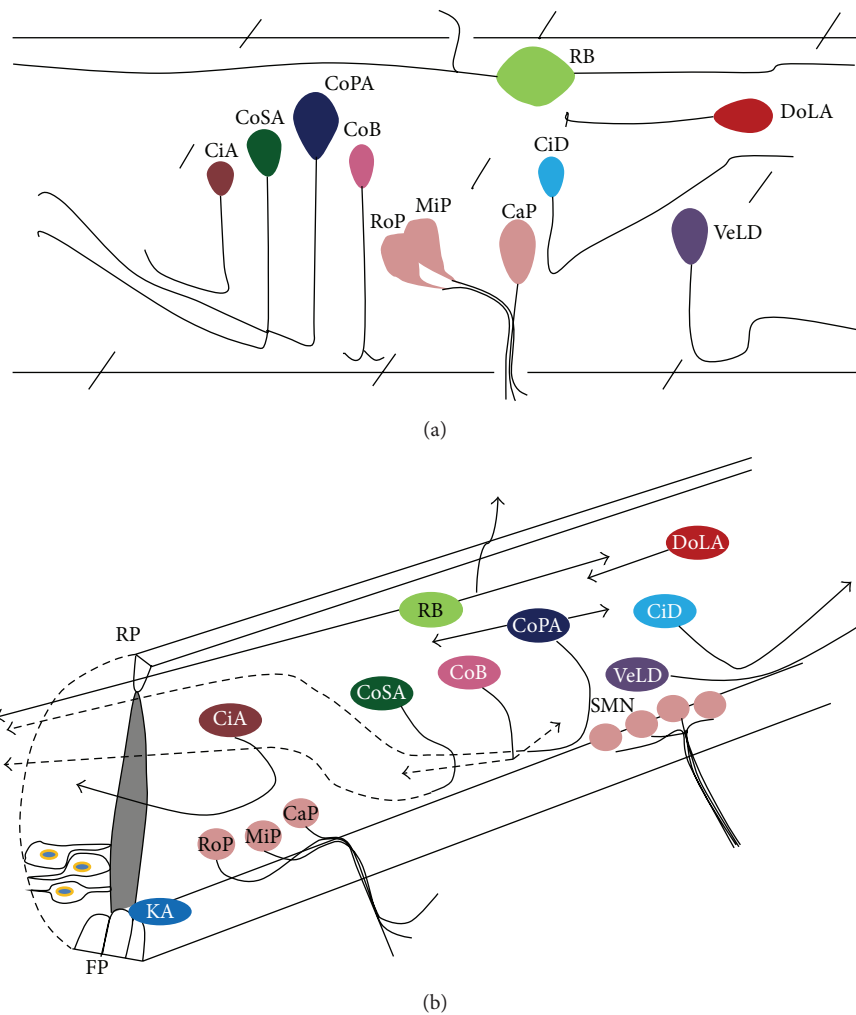 RB
CoPA
DoLA
CoSA
CoB
CiD
CiA
MiP
RoP
CaP
VeLD
(a)
DoLA
RB
CoPA
CiD
RP
CoB
VeLD
CoSA
SMN
CiA
CaP
MiP
RoP
KA
FP
(b)